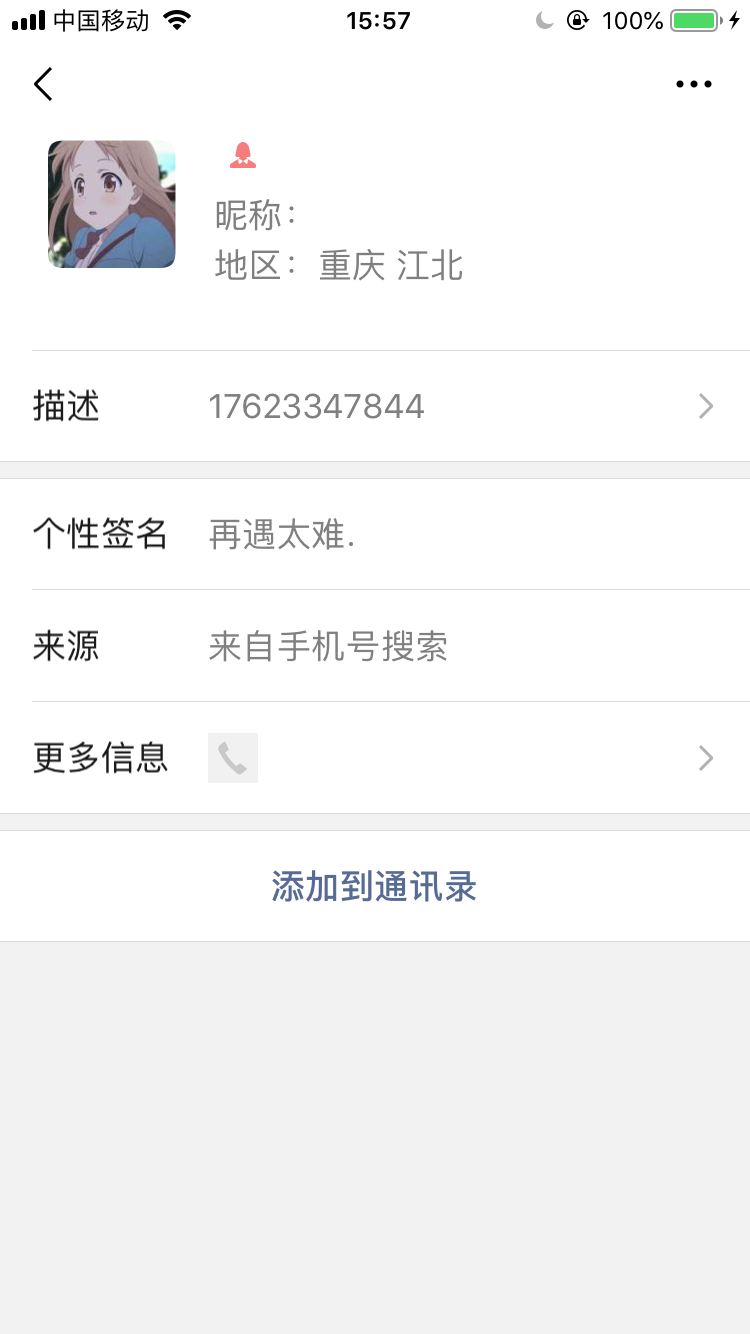 中国移动 15:57 100%
昵称:
地区: 重庆 江北
描述 17623347844
个性签名 再遇太难.
来源 来自手机号搜索
更多信息
添加到通讯录